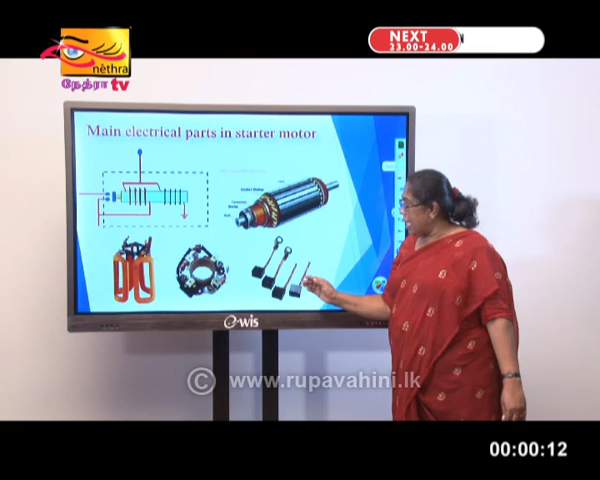 nēthra
நேத்ரா tv
NEXT
23.00-24.00
Main electrical parts in starter motor
e-wis
© www.rupavahini.lk
00:00:12